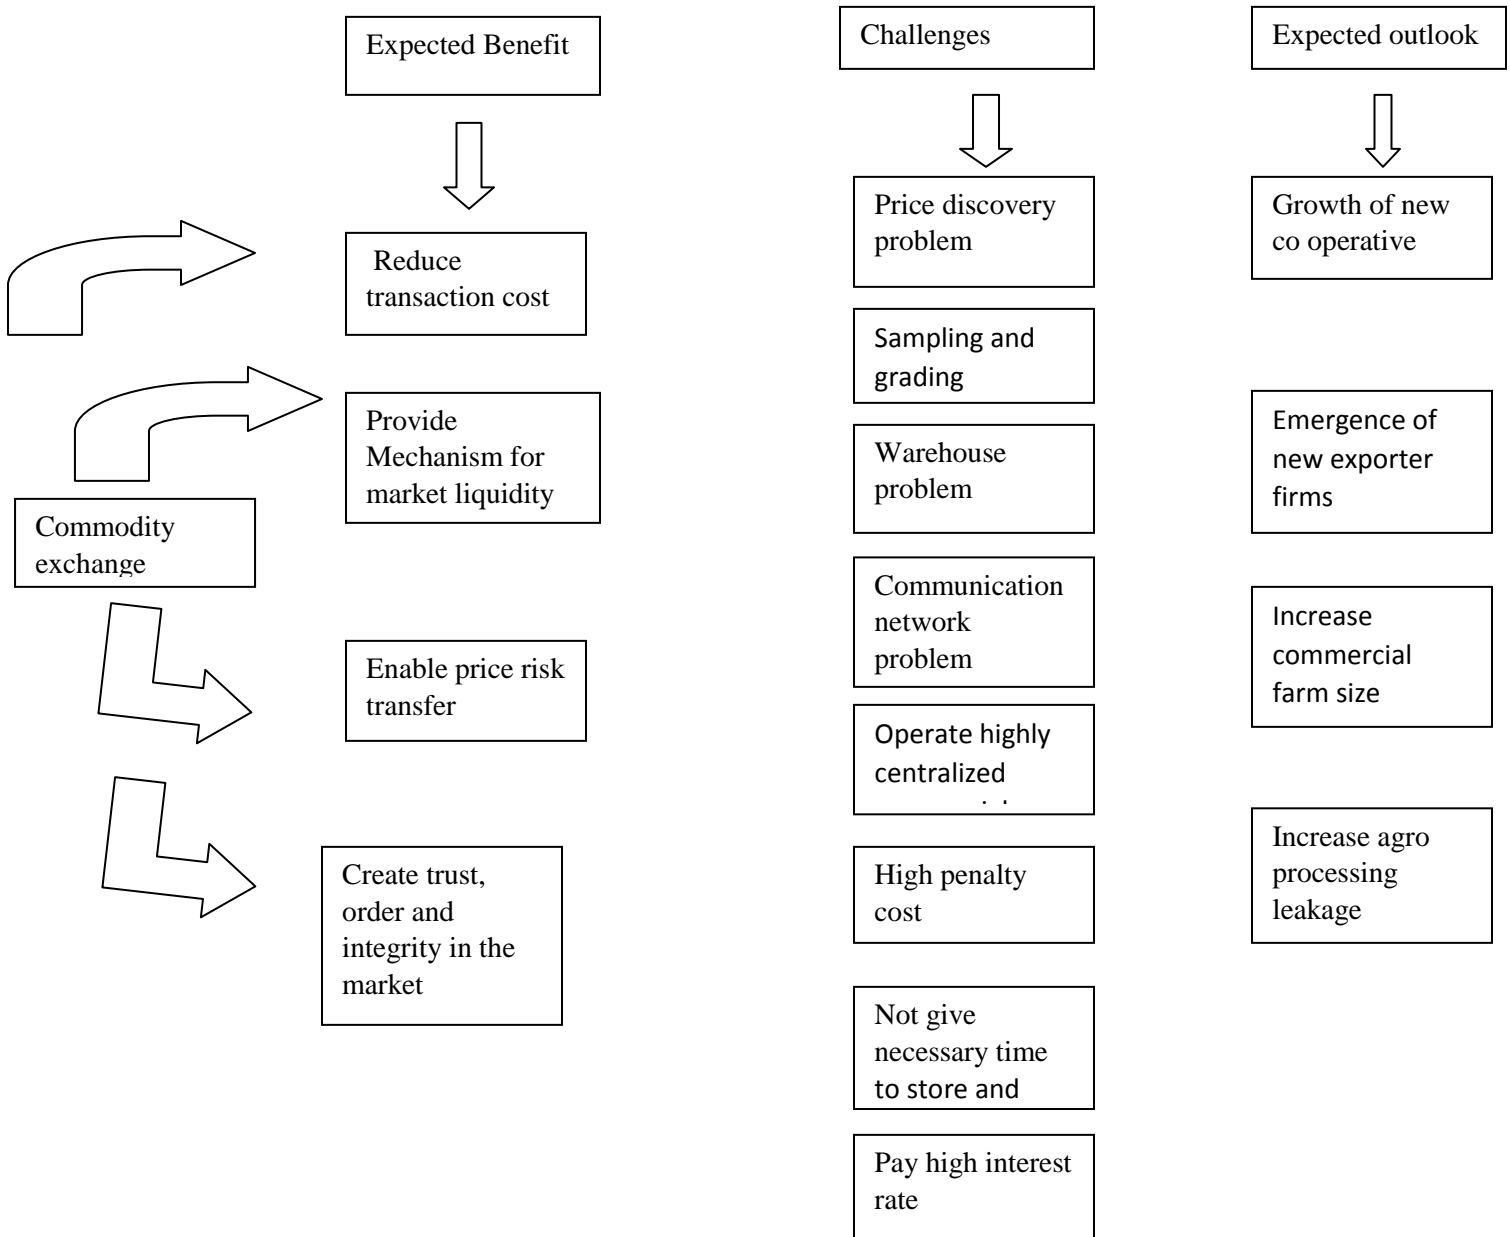 Expected Benefit
Reduce
transaction cost
Provide
Mechanism for
market liquidity
Commodity
exchange
Enable price risk
transfer
Create trust,
order and
integrity in the
market
Challenges
Price discovery
problem
Sampling and
grading
Warehouse
problem
Communication
network
problem
Operate highly
centralized
High penalty
cost
Not give
necessary time
to store and
Pay high interest
rate
Expected outlook
Growth of new
co operative
Emergence of
new exporter
firms
Increase
commercial
farm size
Increase agro
processing
leakage